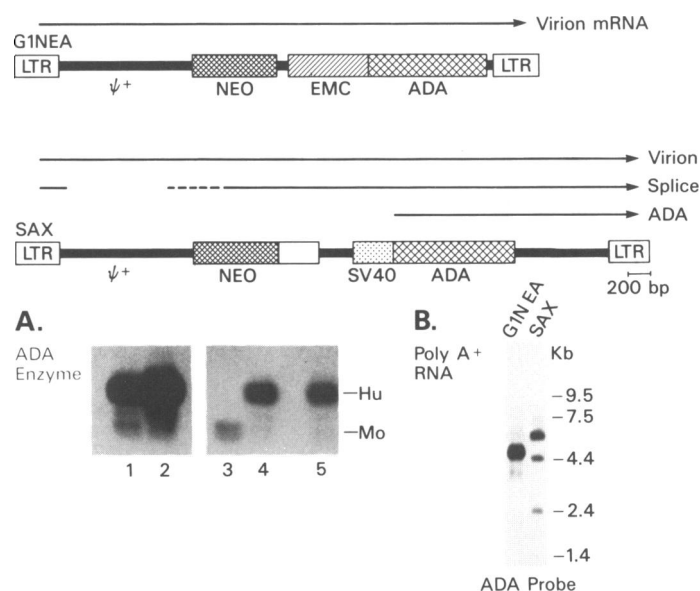 Virion mRNA
G1NEA
LTR LTR
ψ+ NEO EMC ADA
Virion
Splice
ADA
SAX
LTR LTR
ψ+ NEO SV40 ADA
200 bp
A.
ADA
Enzyme
Hu
Mo
1 2 3 4 5
B.
G1NEA
SAX
Poly A+
RNA
Kb
9.5
7.5
4.4
2.4
1.4
ADA Probe